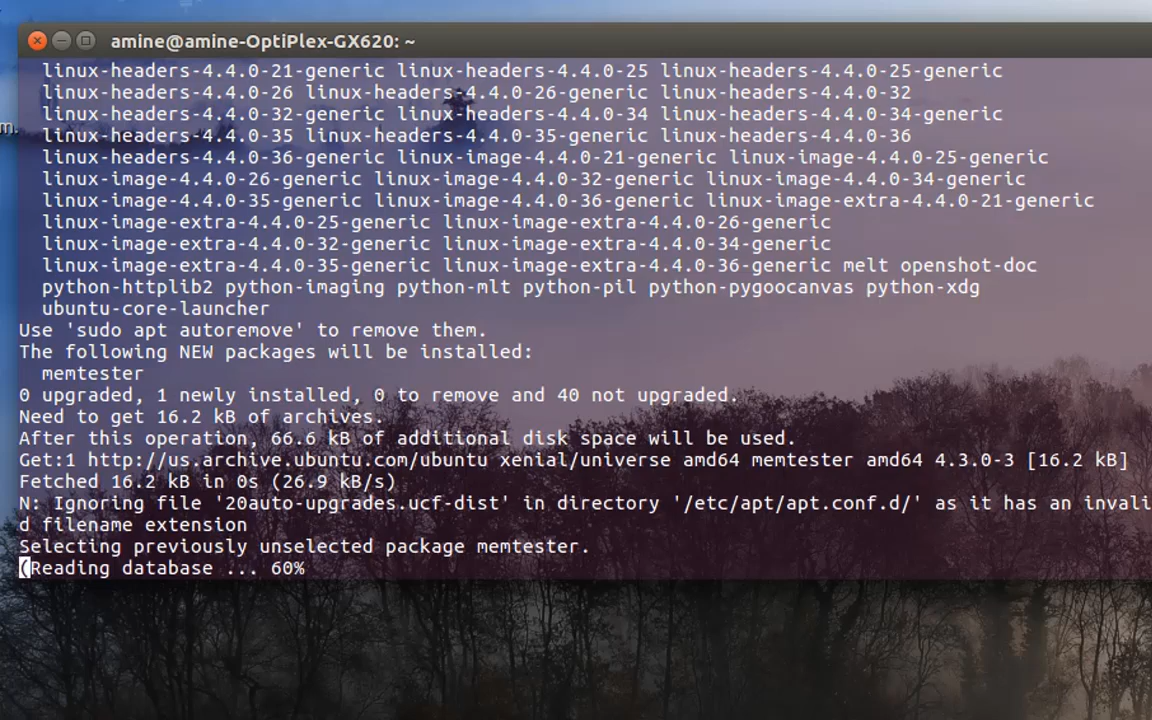 amine@amine-OptiPlex-GX620: ~
linux-headers-4.4.0-21-generic linux-headers-4.4.0-25 linux-headers-4.4.0-25-generic
linux-headers-4.4.0-26 linux-headers-4.4.0-26-generic linux-headers-4.4.0-32
linux-headers-4.4.0-32-generic linux-headers-4.4.0-34 linux-headers-4.4.0-34-generic
linux-headers-4.4.0-35 linux-headers-4.4.0-35-generic linux-headers-4.4.0-36
linux-headers-4.4.0-36-generic linux-image-4.4.0-21-generic linux-image-4.4.0-25-generic
linux-image-4.4.0-26-generic linux-image-4.4.0-32-generic linux-image-4.4.0-34-generic
linux-image-4.4.0-35-generic linux-image-4.4.0-36-generic linux-image-extra-4.4.0-21-generic
linux-image-extra-4.4.0-25-generic linux-image-extra-4.4.0-26-generic
linux-image-extra-4.4.0-32-generic linux-image-extra-4.4.0-34-generic
linux-image-extra-4.4.0-35-generic linux-image-extra-4.4.0-36-generic melt openshot-doc
python-httplib2 python-imaging python-mlt python-pil python-pygoocanvas python-xdg
ubuntu-core-launcher
Use 'sudo apt autoremove' to remove them.
The following NEW packages will be installed:
memtester
0 upgraded, 1 newly installed, 0 to remove and 40 not upgraded.
Need to get 16.2 kB of archives.
After this operation, 66.6 kB of additional disk space will be used.
Get:1 http://us.archive.ubuntu.com/ubuntu xenial/universe amd64 memtester amd64 4.3.0-3 [16.2 kB]
Fetched 16.2 kB in 0s (26.9 kB/s)
N: Ignoring file '20auto-upgrades.ucf-dist' in directory '/etc/apt/apt.conf.d/' as it has an invali
d filename extension
Selecting previously unselected package memtester.
(Reading database ... 60%